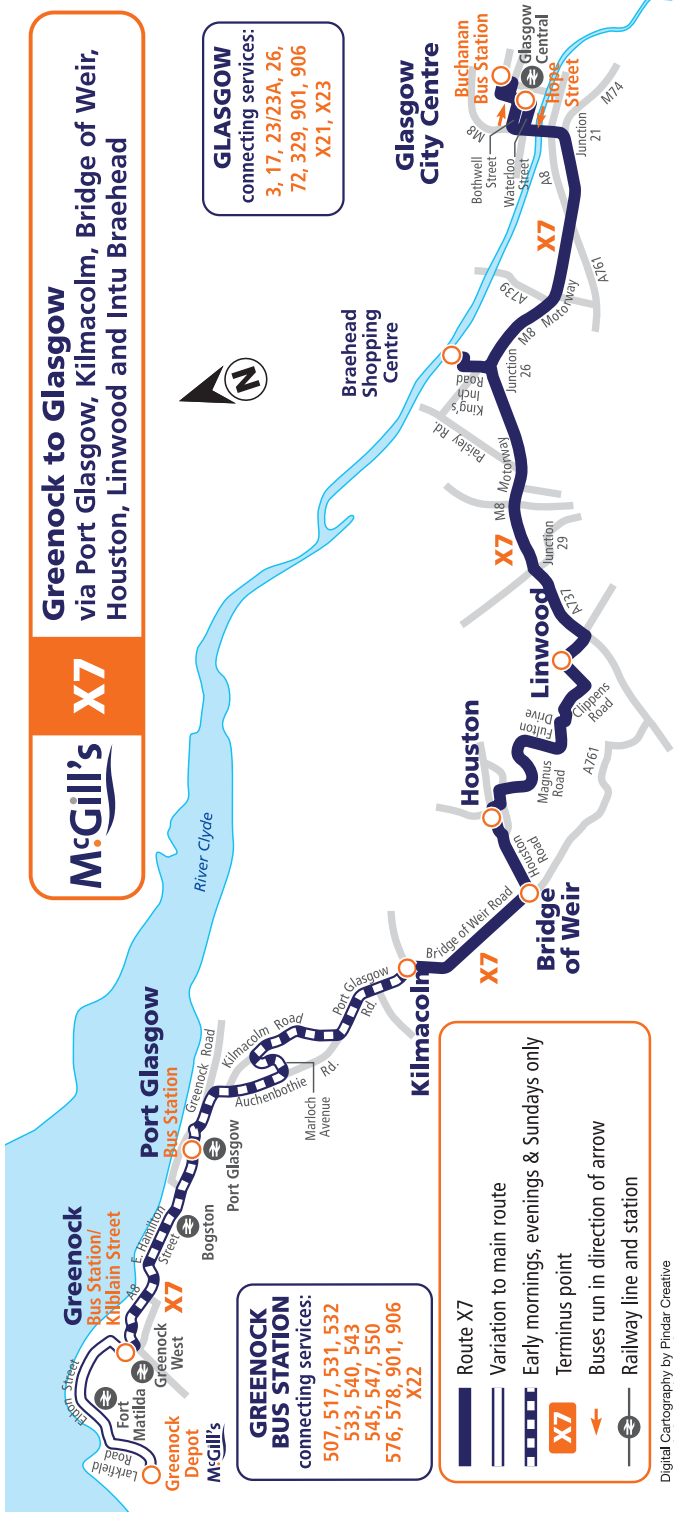 McGill's
X7
Greenock to Glasgow
via Port Glasgow, Kilmacolm, Bridge of Weir,
Houston, Linwood and Intu Braehead
GLASGOW
connecting services:
3, 17, 23/23A, 26,
72, 329, 901, 906
X21, X23
N
Greenock
Bus Station/
Kilblain Street
Eldon Street
Larkfield
Road
Fort
Matilda
Greenock
Depot
McGill's
Greenock
West
A8
X7
E. Hamilton
Street
Bogston
Port Glasgow
Bus Station
Port Glasgow
Greenock Road
Auchenbothie
Rd.
Marloch
Avenue
Kilmacolm Road
Port Glasgow
Rd.
River Clyde
Kilmacolm
Bridge of Weir Road
X7
Bridge
of Weir
Houston
Road
Houston
Magnus
Road
Fulton
Drive
A761
Clippens
Road
Linwood
A737
X7
Junction
29
M8 Motorway
Paisley Rd.
King's
Inch
Road
Braehead
Shopping
Centre
Junction
26
M8 Motorway
A739
A761
X7
Glasgow
City Centre
Buchanan
Bus Station
Glasgow
Central
Hope
Street
M8
Bothwell
Street
Waterloo
Street
A8
Junction
21
M74
GREENOCK
BUS STATION
connecting services:
507, 517, 531, 532
533, 540, 543
545, 547, 550
576, 578, 901, 906
X22
Route X7
Variation to main route
Early mornings, evenings & Sundays only
X7 Terminus point
Buses run in direction of arrow
Railway line and station
Digital Cartography by Pindar Creative